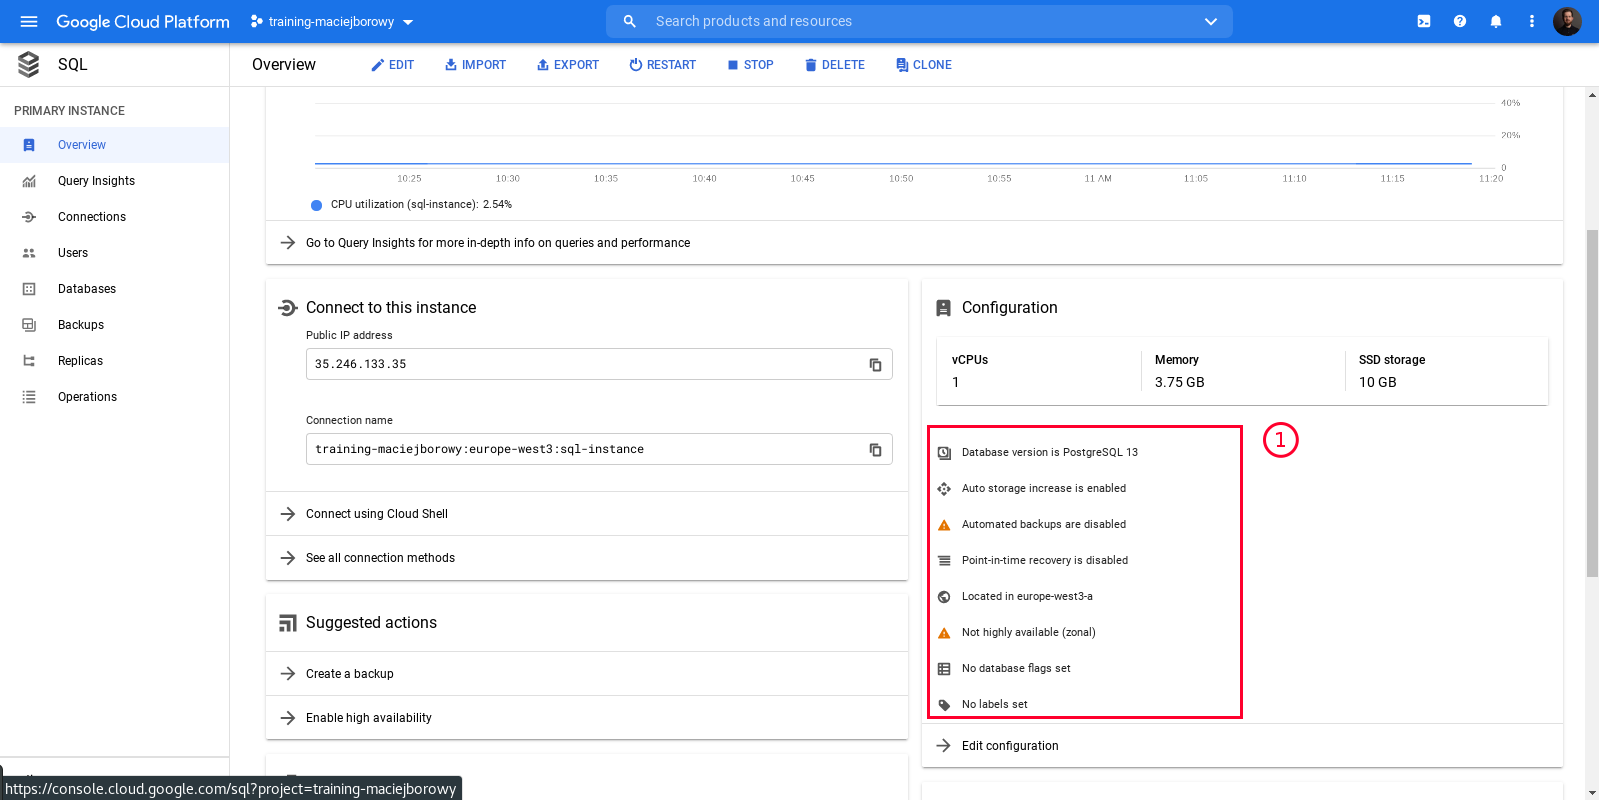 Google Cloud Platform
training-maciejborowy
Search products and resources
SQL
Overview
EDIT
IMPORT
EXPORT
RESTART
STOP
DELETE
CLONE
PRIMARY INSTANCE
Overview
Query Insights
Connections
Users
Databases
Backups
Replicas
Operations
40%
20%
0
10:25 10:30 10:35 10:40 10:45 10:50 10:55 11 AM 11:05 11:10 11:15 11:20
CPU utilization (sql-instance): 2.54%
Go to Query Insights for more in-depth info on queries and performance
Connect to this instance
Public IP address
35.246.133.35
Connection name
training-maciejborowy:europe-west3:sql-instance
Connect using Cloud Shell
See all connection methods
Suggested actions
Create a backup
Enable high availability
Configuration
vCPUs
1
Memory
3.75 GB
SSD storage
10 GB
1
Database version is PostgreSQL 13
Auto storage increase is enabled
Automated backups are disabled
Point-in-time recovery is disabled
Located in europe-west3-a
Not highly available (zonal)
No database flags set
No labels set
Edit configuration
https://console.cloud.google.com/sql?project=training-maciejborowy